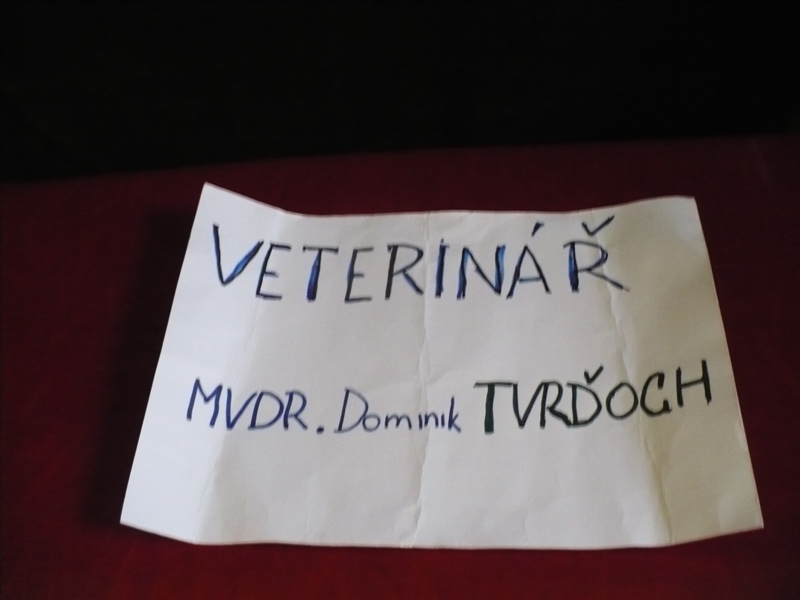 VETERINÁŘ
MVDR. Dominik TVRĎOCH